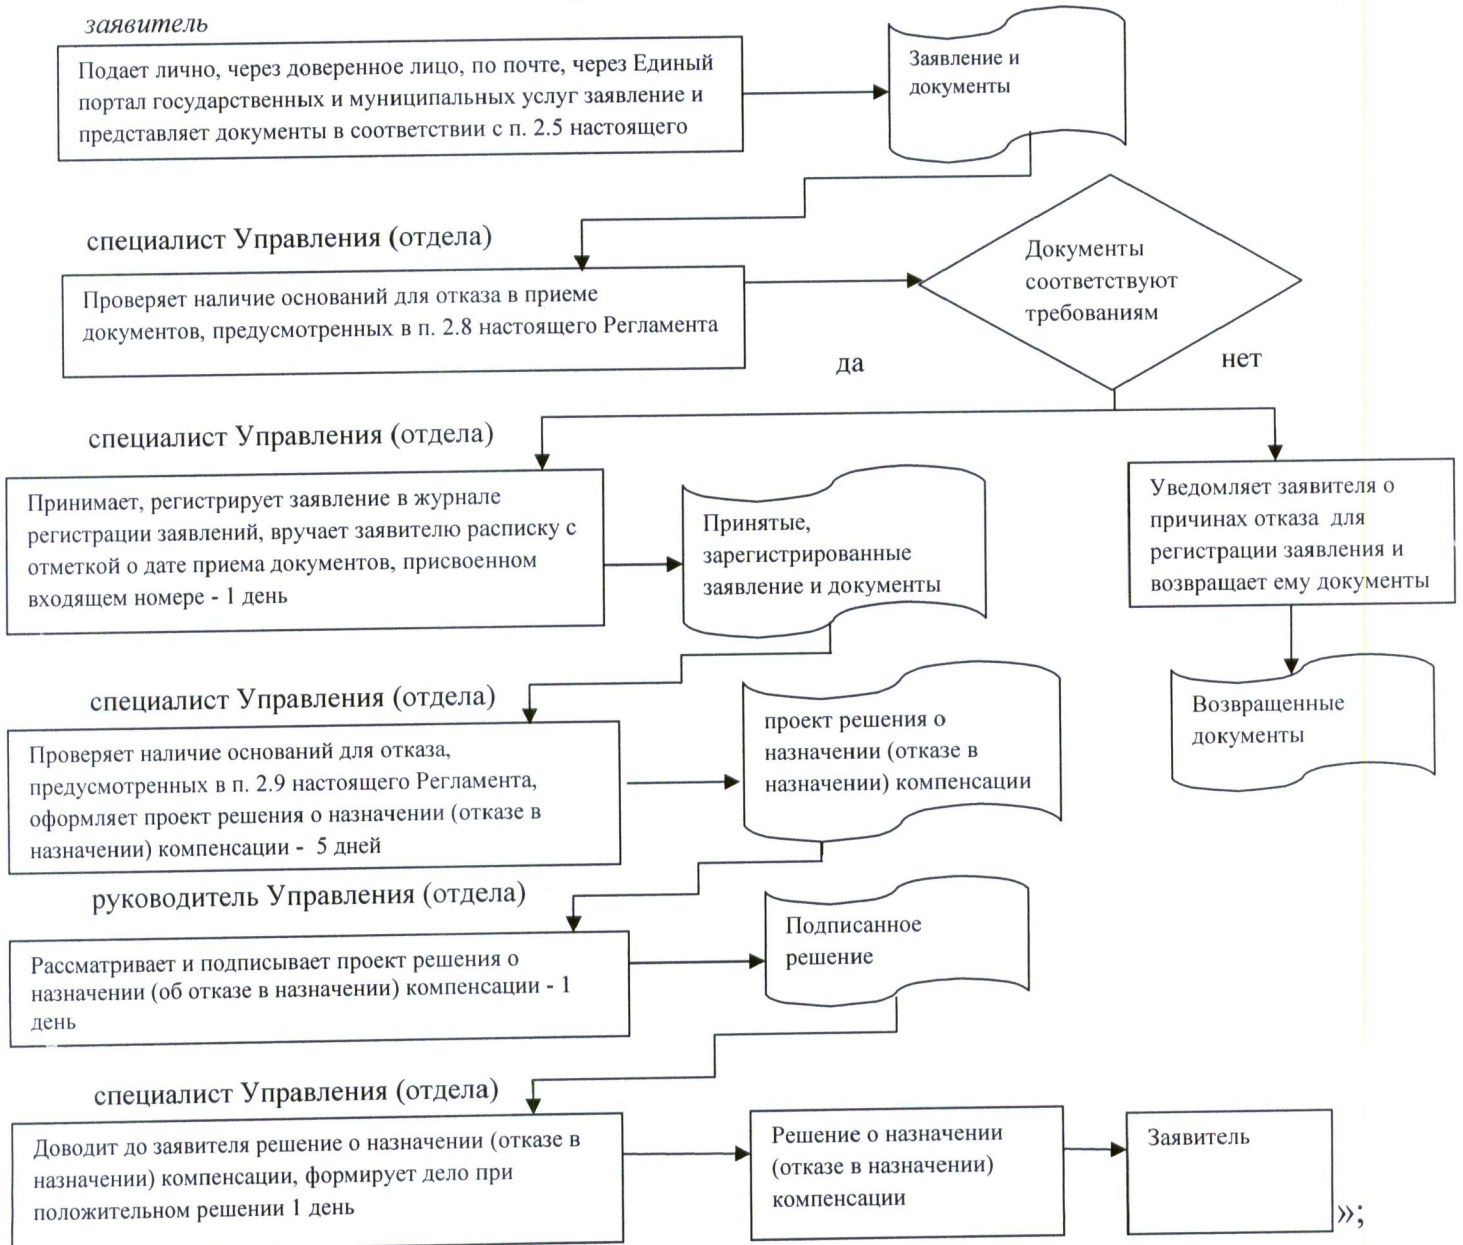 заявитель
Подает лично, через доверенное лицо, по почте, через Единый
портал государственных и муниципальных услуг заявление и
представляет документы в соответствии с п. 2.5 настоящего
Заявление и
документы
специалист Управления (отдела)
Проверяет наличие оснований для отказа в приеме
документов, предусмотренных в п. 2.8 настоящего Регламента
Документы
соответствуют
требованиям
да
нет
специалист Управления (отдела)
Принимает, регистрирует заявление в журнале
регистрации заявлений, вручает заявителю расписку с
отметкой о дате приема документов, присвоенном
входящем номере - 1 день
Принятые,
зарегистрированные
заявление и документы
Уведомляет заявителя о
причинах отказа для
регистрации заявления и
возвращает ему документы
Возвращенные
документы
специалист Управления (отдела)
Проверяет наличие оснований для отказа,
предусмотренных в п. 2.9 настоящего Регламента,
оформляет проект решения о назначении (отказе в
назначении) компенсации - 5 дней
проект решения о
назначении (отказе в
назначении) компенсации
руководитель Управления (отдела)
Рассматривает и подписывает проект решения о
назначении (об отказе в назначении) компенсации - 1
день
Подписанное
решение
специалист Управления (отдела)
Доводит до заявителя решение о назначении (отказе в
назначении) компенсации, формирует дело при
положительном решении 1 день
Решение о назначении
(отказе в назначении)
компенсации
Заявитель
»;